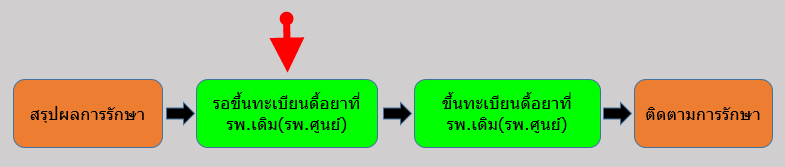 สรุปผลการรักษา
รอขึ้นทะเบียนดื้อยาที่
รพ.เดิม(รพ.ศูนย์)
ขึ้นทะเบียนดื้อยาที่
รพ.เดิม(รพ.ศูนย์)
ติดตามการรักษา